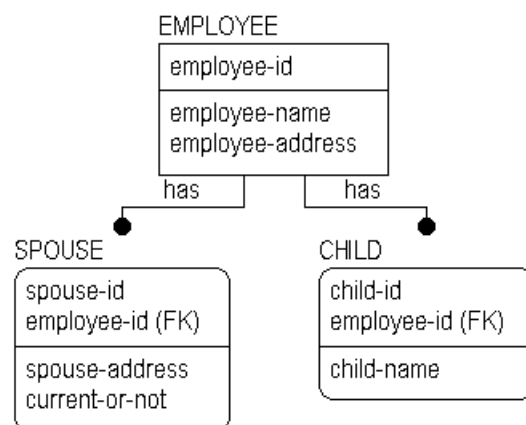 EMPLOYEE
employee-id
employee-name
employee-address
has
has
SPOUSE
spouse-id
employee-id (FK)
spouse-address
current-or-not
CHILD
child-id
employee-id (FK)
child-name